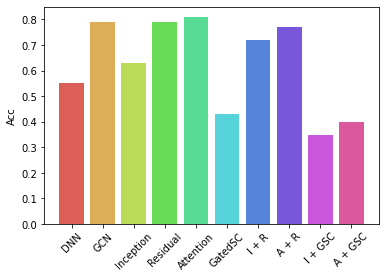 0.8
0.7
0.6
0.5
0.4
0.3
0.2
0.1
0.0
Acc
DNN
GCN
Inception
Residual
Attention
GatedSC
I + R
A + R
I + GSC
A + GSC